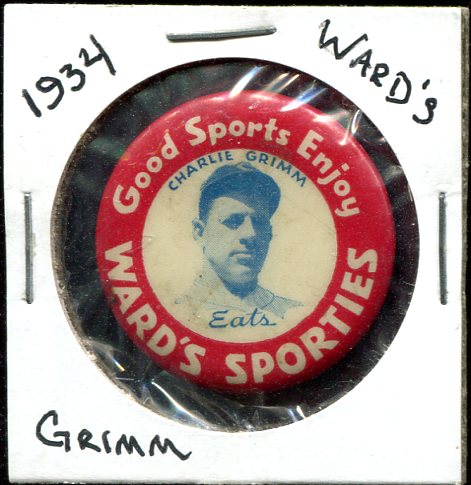 1934
WARD'S
Good Sports Enjoy
CHARLIE GRIMM
Eats
WARD'S SPORTIES
GRIMM